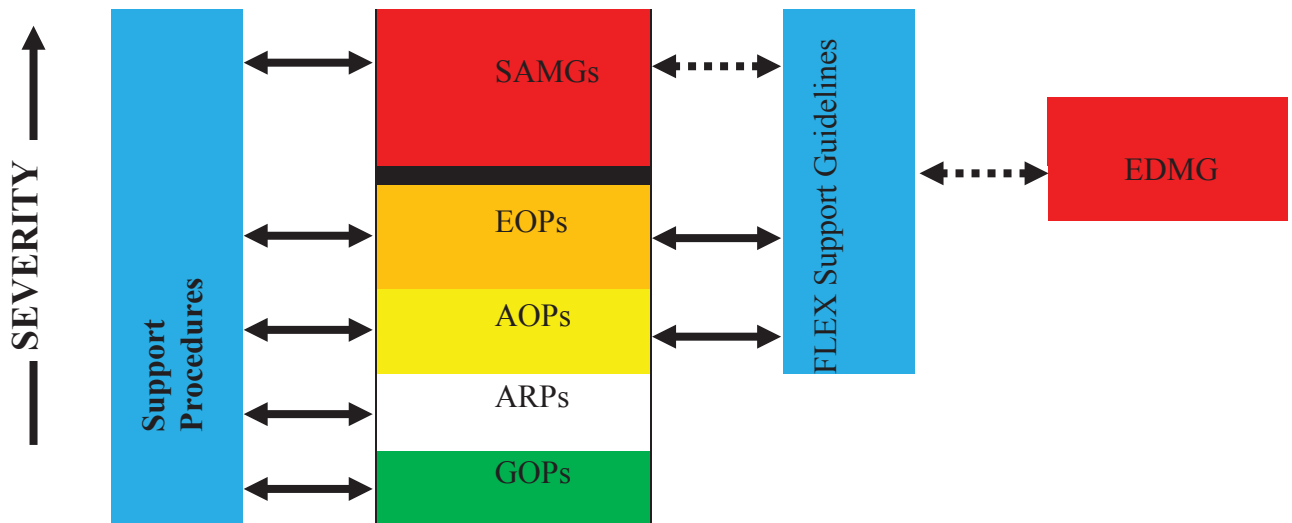 SEVERITY
Support
Procedures
SAMGs
EOPs
AOPs
ARPs
GOPs
FLEX Support Guidelines
EDMG